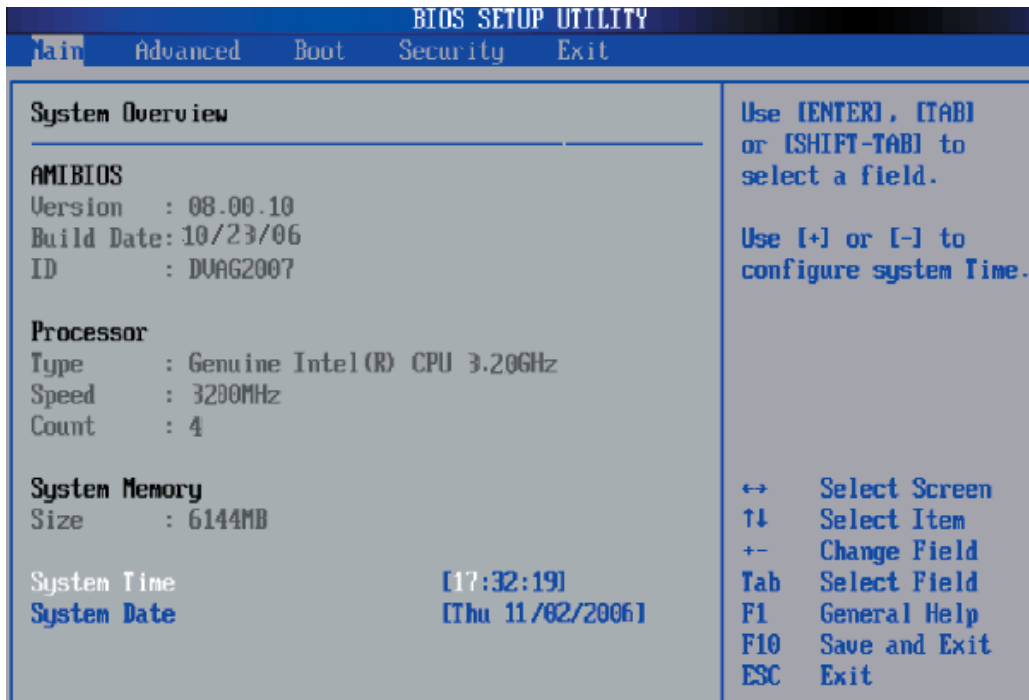 BIOS SETUP UTILITY
Main Advanced Boot Security Exit
System Overview
AMIBIOS
Version : 08.00.10
Build Date: 10/23/06
ID : DVAG2007
Processor
Type : Genuine Intel(R) CPU 3.20GHz
Speed : 3200MHz
Count : 4
System Memory
Size : 6144MB
System Time [17:32:19]
System Date [Thu 11/02/2006]
Use [ENTER], [TAB]
or [SHIFT-TAB] to
select a field.
Use [+] or [-] to
configure system Time.
↔ Select Screen
↑↓ Select Item
+- Change Field
Tab Select Field
F1 General Help
F10 Save and Exit
ESC Exit